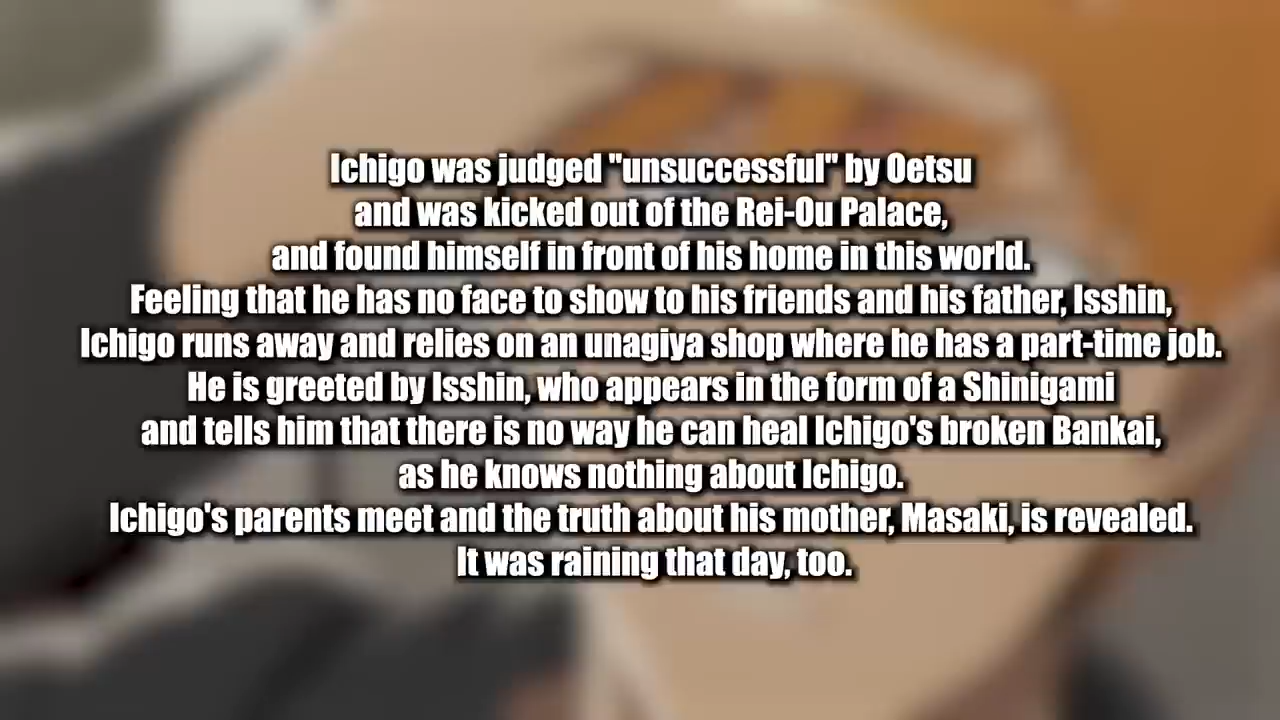 Ichigo was judged "unsuccessful" by Oetsu
and was kicked out of the Rei-Ou Palace,
and found himself in front of his home in this world.
Feeling that he has no face to show to his friends and his father, Isshin,
Ichigo runs away and relies on an unagiya shop where he has a part-time job.
He is greeted by Isshin, who appears in the form of a Shinigami
and tells him that there is no way he can heal Ichigo's broken Bankai,
as he knows nothing about Ichigo.
Ichigo's parents meet and the truth about his mother, Masaki, is revealed.
It was raining that day, too.